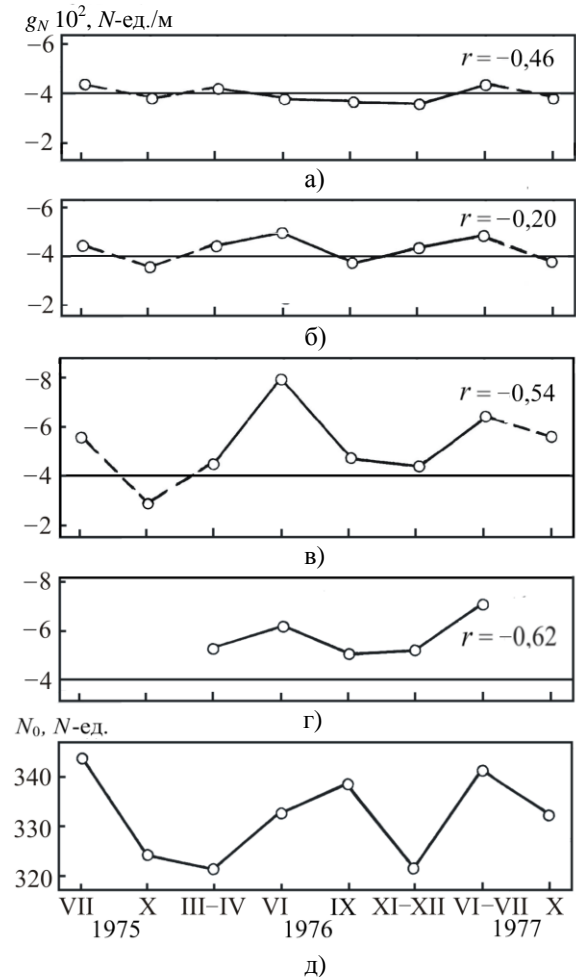 g_N 10², N-ед./м
−6
r = −0,46
−4
−2
а)
−6
r = −0,20
−4
−2
б)
−8
r = −0,54
−6
−4
−2
в)
−8
−6
r = −0,62
−4
г)
N₀, N-ед.
340
330
320
VII X III−IV VI IX XI−XII VI−VII X
1975 1976 1977
д)